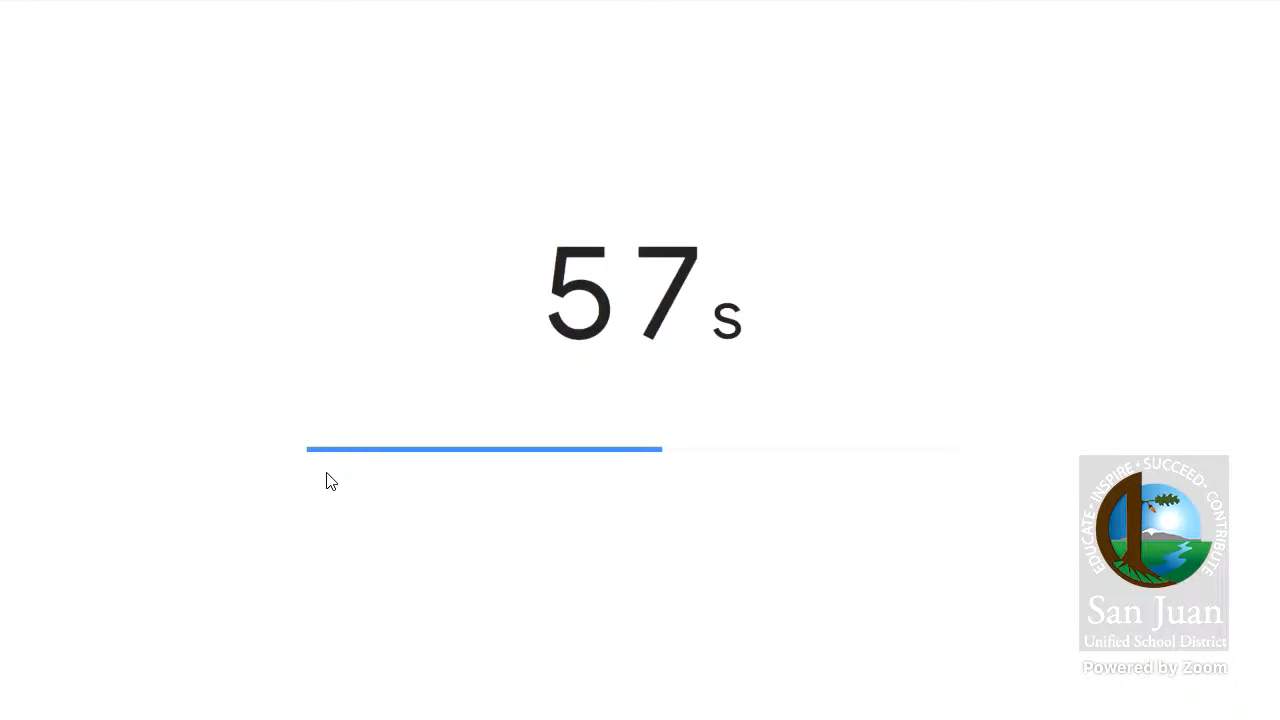 57s
EDUCATE • INSPIRE • SUCCEED • CONTRIBUTE
San Juan
Unified School District
Powered by Zoom